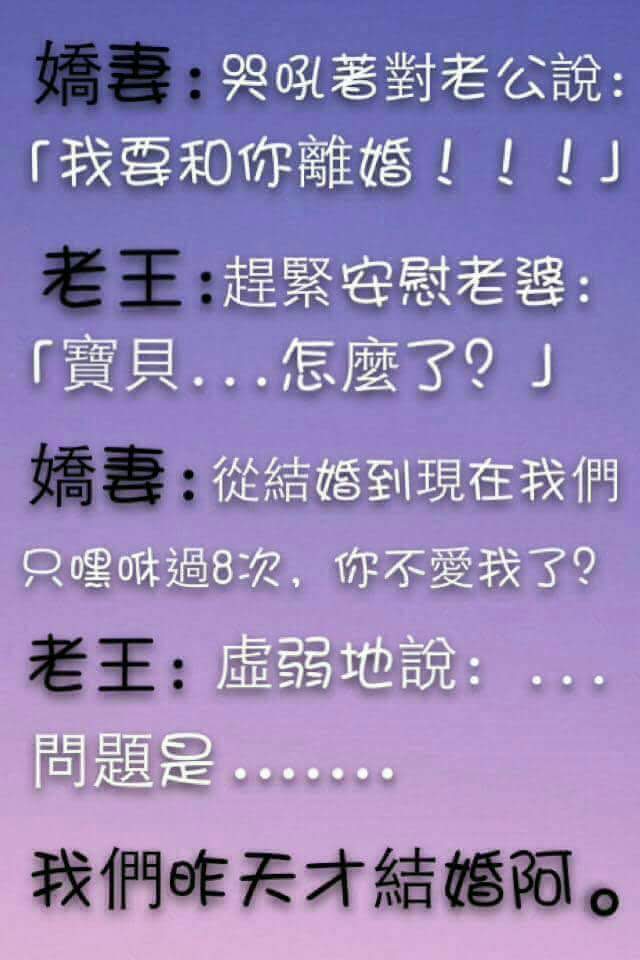 嬌妻:哭吼著對老公說:
「我要和你離婚！！！」
老王:趕緊安慰老婆:
「寶貝...怎麼了？」
嬌妻:從結婚到現在我們
只嘿咻過8次，你不愛我了？
老王:虛弱地說:...
問題是.......
我們昨天才結婚阿。